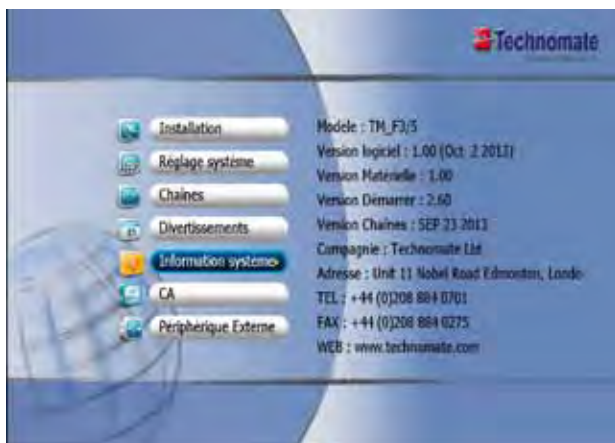 Technomate
Installation
Réglage système
Chaînes
Divertissements
Information système
CA
Périphérique Externe
Modele : TM_F3/5
Version logiciel : 1.00 (Oct 2 2013)
Version Matérielle : 1.00
Version Démarrer : 2.60
Version Chaînes : SEP 23 2013
Compagnie : Technomate Ltd
Adresse : Unit 11 Nobel Road Edmonton, Londo
TEL : +44 (0)208 884 0701
FAX : +44 (0)208 884 0275
WEB : www.technomate.com